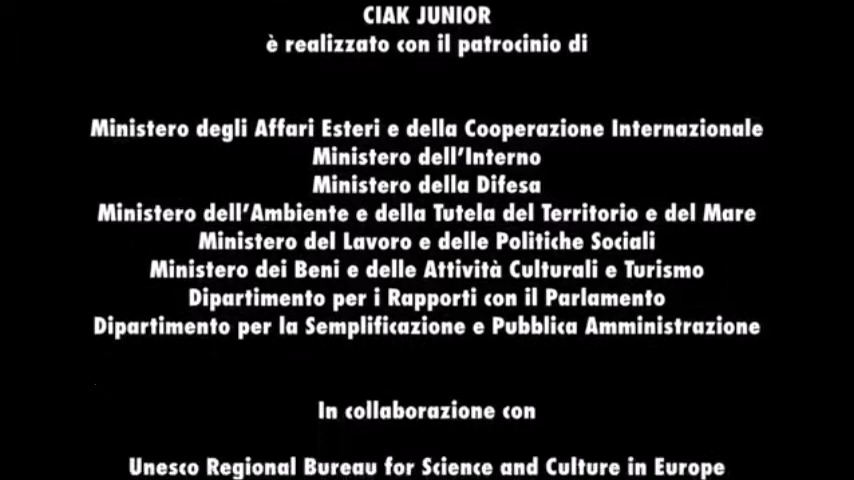 CIAK JUNIOR
è realizzato con il patrocinio di
Ministero degli Affari Esteri e della Cooperazione Internazionale
Ministero dell'Interno
Ministero della Difesa
Ministero dell'Ambiente e della Tutela del Territorio e del Mare
Ministero del Lavoro e delle Politiche Sociali
Ministero dei Beni e delle Attività Culturali e Turismo
Dipartimento per i Rapporti con il Parlamento
Dipartimento per la Semplificazione e Pubblica Amministrazione
In collaborazione con
Unesco Regional Bureau for Science and Culture in Europe